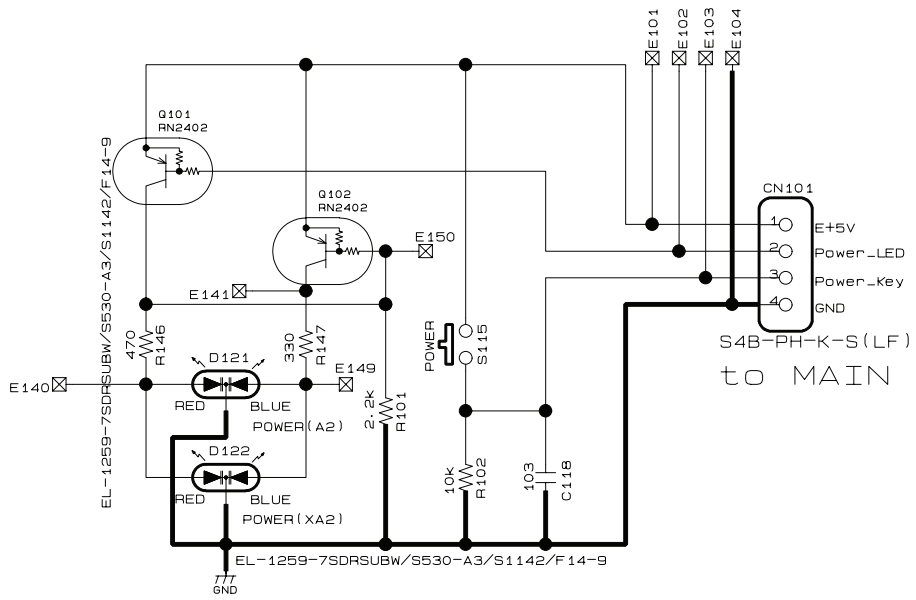 E101
E102
E103
E104
Q101
RN2402
EL-1259-7SDRSUBW/S530-A3/S1142/F14-9
Q102
RN2402
CN101
1
E+5V
2
Power_LED
3
Power_Key
4
GND
S4B-PH-K-S(LF)
to MAIN
E150
E141
470
R146
330
R147
POWER
S115
E140
D121
E149
RED
BLUE
POWER(A2)
2.2k
R101
D122
RED
BLUE
POWER(XA2)
10k
R102
103
C118
EL-1259-7SDRSUBW/S530-A3/S1142/F14-9
GND